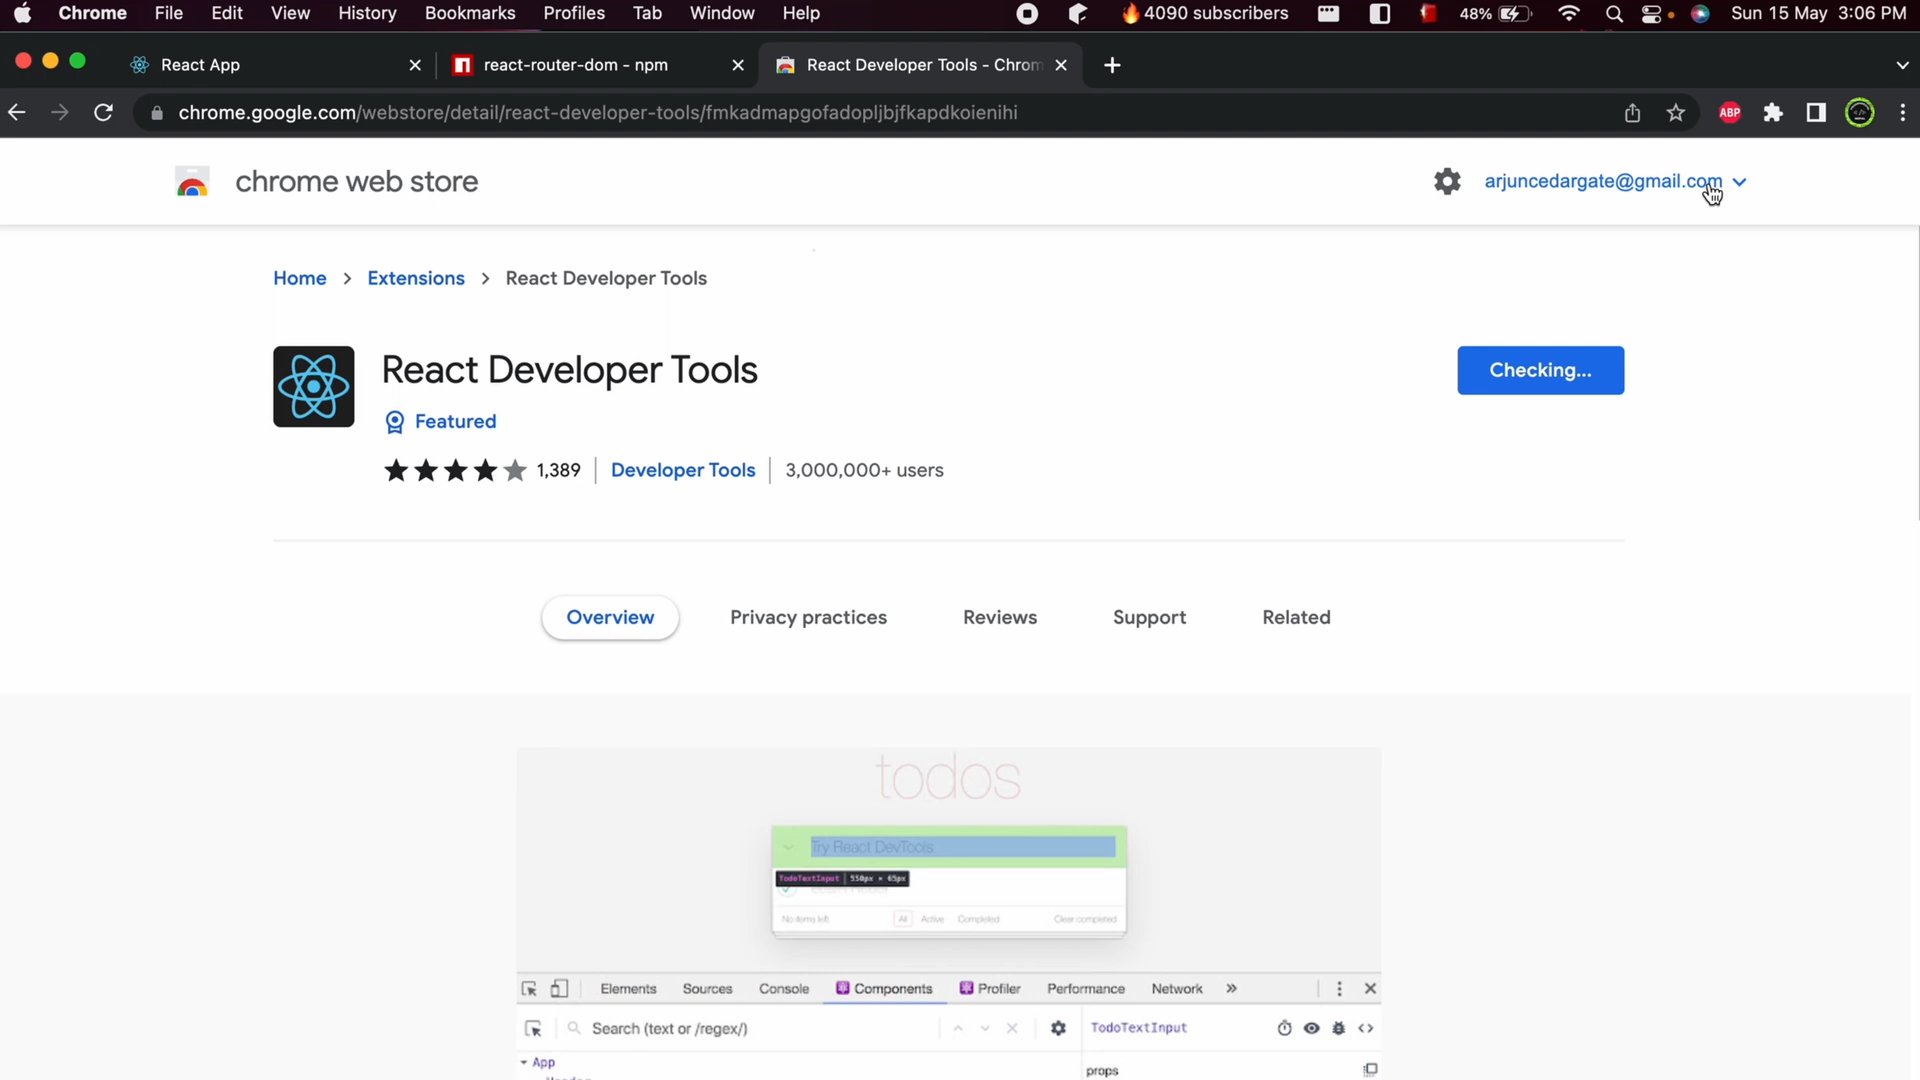 Chrome File Edit View History Bookmarks Profiles Tab Window Help 🔥4090 subscribers 48% Sun 15 May 3:06 PM
React App
react-router-dom - npm
React Developer Tools - Chrom
chrome.google.com/webstore/detail/react-developer-tools/fmkadmapgofadopljbjfkapdkoienihi
ABP
chrome web store
arjuncedargate@gmail.com
Home > Extensions > React Developer Tools
React Developer Tools
Checking...
Featured
1,389
Developer Tools
3,000,000+ users
Overview
Privacy practices
Reviews
Support
Related
todos
Try React DevTools
TodoTextInput | 550px × 65px
No items left All Active Completed Clear completed
Elements Sources Console Components Profiler Performance Network »
Search (text or /regex/)
TodoTextInput
App
props